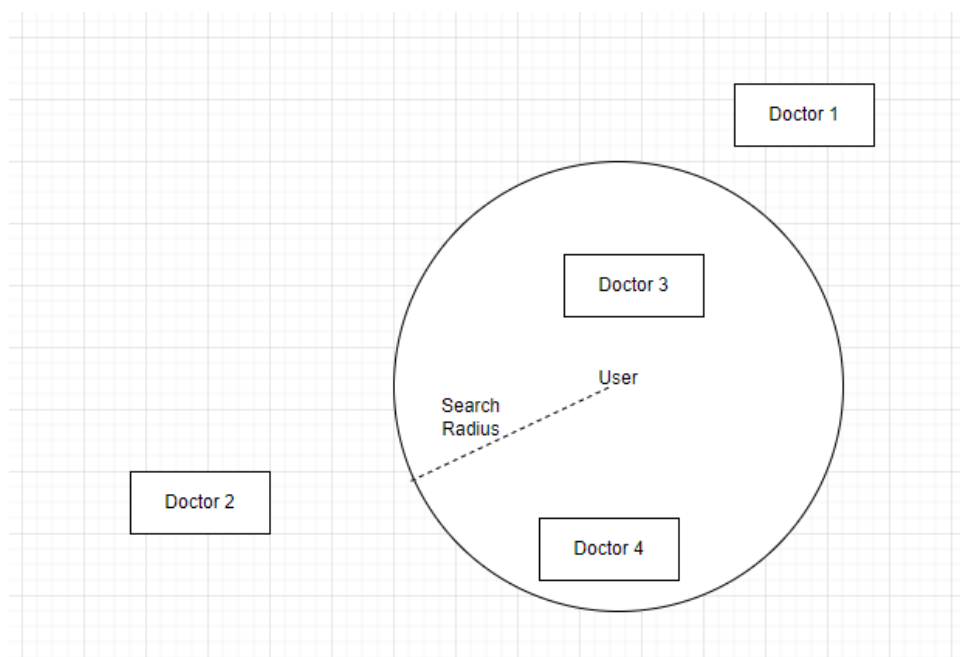 Doctor 1
Doctor 3
User
Search
Radius
Doctor 2
Doctor 4